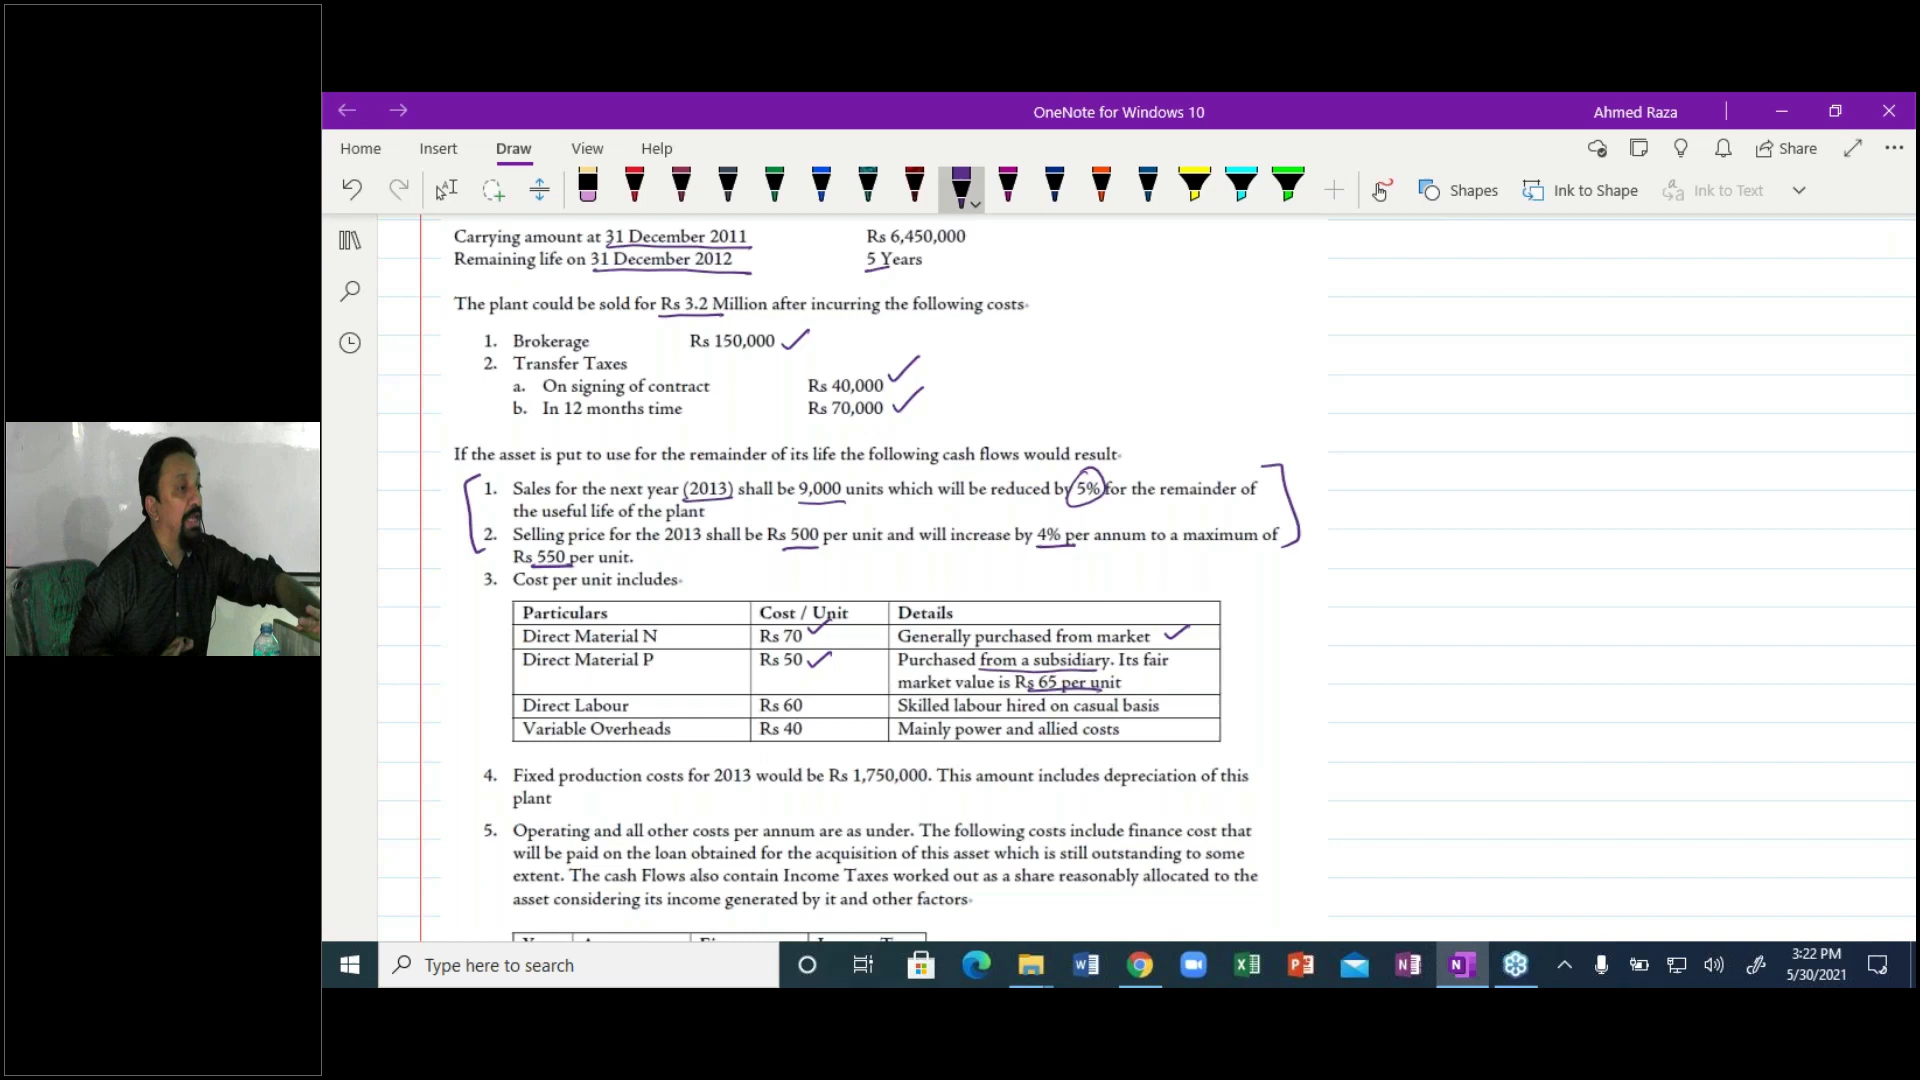 OneNote for Windows 10
Ahmed Raza
Home Insert Draw View Help
Share
Shapes Ink to Shape Ink to Text
Carrying amount at 31 December 2011 Rs 6,450,000
Remaining life on 31 December 2012 5 Years
The plant could be sold for Rs 3.2 Million after incurring the following costs-
1. Brokerage Rs 150,000
2. Transfer Taxes
a. On signing of contract Rs 40,000
b. In 12 months time Rs 70,000
If the asset is put to use for the remainder of its life the following cash flows would result-
1. Sales for the next year (2013) shall be 9,000 units which will be reduced by 5% for the remainder of
the useful life of the plant
2. Selling price for the 2013 shall be Rs 500 per unit and will increase by 4% per annum to a maximum of
Rs 550 per unit.
3. Cost per unit includes-
Particulars Cost / Unit Details
Direct Material N Rs 70 Generally purchased from market
Direct Material P Rs 50 Purchased from a subsidiary. Its fair
market value is Rs 65 per unit
Direct Labour Rs 60 Skilled labour hired on casual basis
Variable Overheads Rs 40 Mainly power and allied costs
4. Fixed production costs for 2013 would be Rs 1,750,000. This amount includes depreciation of this
plant
5. Operating and all other costs per annum are as under. The following costs include finance cost that
will be paid on the loan obtained for the acquisition of this asset which is still outstanding to some
extent. The cash Flows also contain Income Taxes worked out as a share reasonably allocated to the
asset considering its income generated by it and other factors-
Type here to search
3:22 PM
5/30/2021